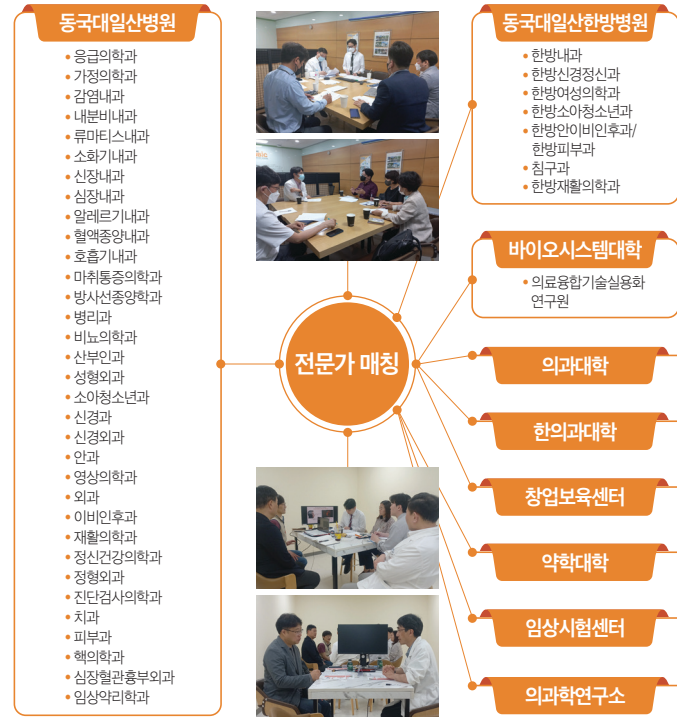 동국대일산병원
• 응급의학과
• 가정의학과
• 감염내과
• 내분비내과
• 류마티스내과
• 소화기내과
• 신장내과
• 심장내과
• 알레르기내과
• 혈액종양내과
• 호흡기내과
• 마취통증의학과
• 방사선종양학과
• 병리과
• 비뇨의학과
• 산부인과
• 성형외과
• 소아청소년과
• 신경과
• 신경외과
• 안과
• 영상의학과
• 외과
• 이비인후과
• 재활의학과
• 정신건강의학과
• 정형외과
• 진단검사의학과
• 치과
• 피부과
• 핵의학과
• 심장혈관흉부외과
• 임상약리학과
전문가 매칭
동국대일산한방병원
• 한방내과
• 한방신경정신과
• 한방여성의학과
• 한방소아청소년과
• 한방안이비인후과/
한방피부과
• 침구과
• 한방재활의학과
바이오시스템대학
• 의료융합기술실용화
연구원
의과대학
한의과대학
창업보육센터
약학대학
임상시험센터
의과학연구소